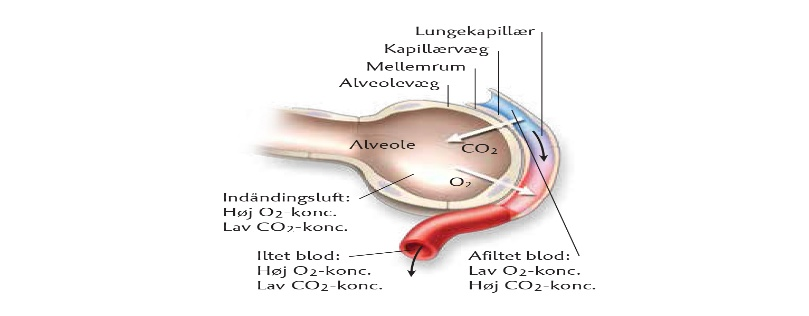 Lungekapillær
Kapillærvæg
Mellemrum
Alveolevæg
Alveole
CO₂
O₂
Indåndingsluft:
Høj O₂-konc.
Lav CO₂-konc.
Iltet blod:
Høj O₂-konc.
Lav CO₂-konc.
Afiltet blod:
Lav O₂-konc.
Høj CO₂-konc.